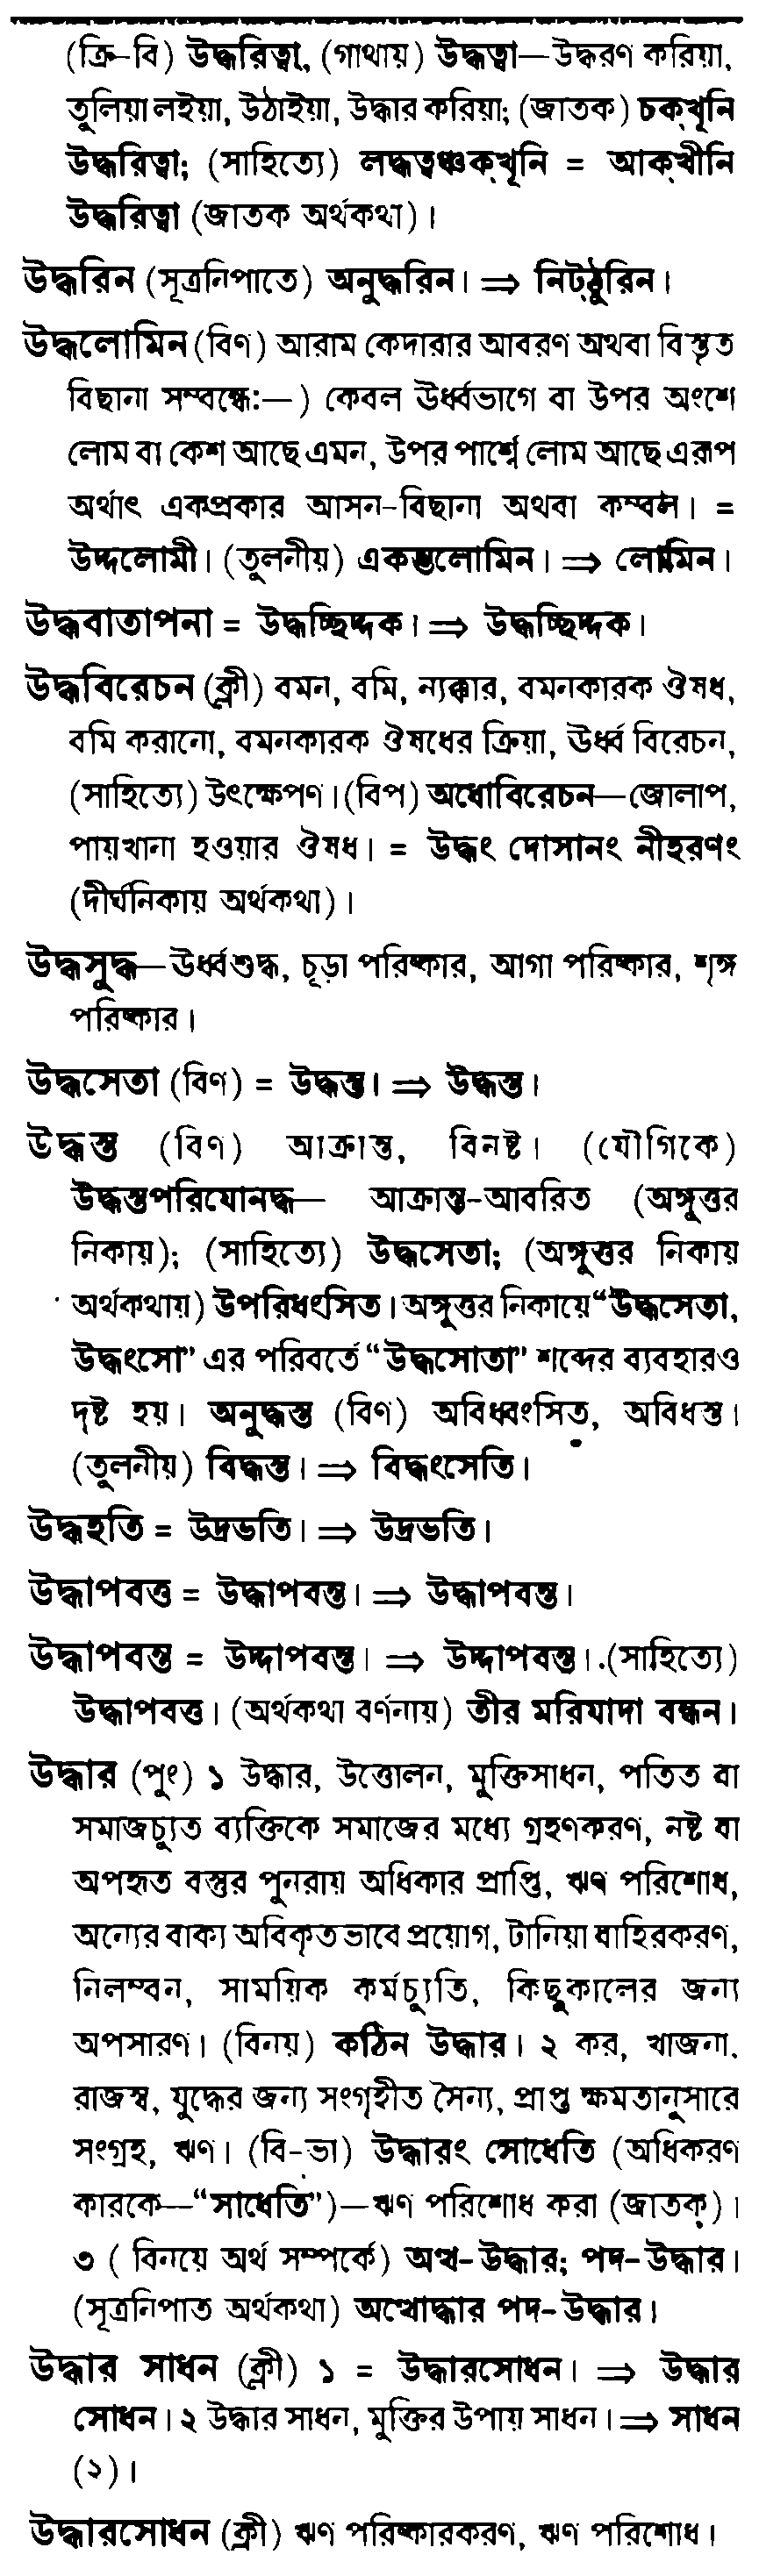 (ক্রি-বি) উদ্ধরিত্বা, (গাথায়) উদ্ধত্বা—উদ্ধরণ করিয়া,
তুলিয়া লইয়া, উঠাইয়া, উদ্ধার করিয়া; (জাতক) চক্‌খূনি
উদ্ধরিত্বা; (সাহিত্যে) লদ্ধত্বঞ্চক্‌খূনি = আক্‌খীনি
উদ্ধরিত্বা (জাতক অর্থকথা)।
উদ্ধরিন (সূত্রনিপাতে) অনুদ্ধরিন। ⇒ নিট্‌ঠুরিন।
উদ্ধলোমিন (বিণ) আরাম কেদারার আবরণ অথবা বিস্তৃত
বিছানা সম্বন্ধে:—) কেবল ঊর্ধ্বভাগে বা উপর অংশে
লোম বা কেশ আছে এমন, উপর পার্শ্বে লোম আছে এরূপ
অর্থাৎ একপ্রকার আসন-বিছানা অথবা কম্বল। =
উদ্দলোমী। (তুলনীয়) একন্তলোমিন। ⇒ লোমিন।
উদ্ধবাতাপনা = উদ্ধচ্ছিদ্দক। ⇒ উদ্ধচ্ছিদ্দক।
উদ্ধবিরেচন (ক্লী) বমন, বমি, ন্যক্কার, বমনকারক ঔষধ,
বমি করানো, বমনকারক ঔষধের ক্রিয়া, ঊর্ধ্ব বিরেচন,
(সাহিত্যে) উৎক্ষেপণ। (বিপ) অধোবিরেচন—জোলাপ,
পায়খানা হওয়ার ঔষধ। = উদ্ধং দোসানং নীহরণং
(দীর্ঘনিকায় অর্থকথা)।
উদ্ধসুদ্ধ—ঊর্ধ্বশুদ্ধ, চূড়া পরিষ্কার, আগা পরিষ্কার, শৃঙ্গ
পরিষ্কার।
উদ্ধসেতা (বিণ) = উদ্ধস্ত। ⇒ উদ্ধস্ত।
উদ্ধস্ত (বিণ) আক্রান্ত, বিনষ্ট। (যৌগিকে)
উদ্ধস্তপরিযোনদ্ধ— আক্রান্ত-আবরিত (অঙ্গুত্তর
নিকায়); (সাহিত্যে) উদ্ধসেতা; (অঙ্গুত্তর নিকায়
অর্থকথায়) উপরিধংসিত। অঙ্গুত্তর নিকায়ে “উদ্ধসেতা,
উদ্ধংসো” এর পরিবর্তে “উদ্ধসোতা” শব্দের ব্যবহারও
দৃষ্ট হয়। অনুদ্ধস্ত (বিণ) অবিধ্বংসিত, অবিধস্ত।
(তুলনীয়) বিদ্ধস্ত। ⇒ বিদ্ধংসেতি।
উদ্ধহতি = উদ্রভতি। ⇒ উদ্রভতি।
উদ্ধাপবত্ত = উদ্ধাপবন্ত। ⇒ উদ্ধাপবন্ত।
উদ্ধাপবন্ত = উদ্দাপবন্ত। ⇒ উদ্দাপবন্ত। (সাহিত্যে)
উদ্ধাপবত্ত। (অর্থকথা বর্ণনায়) তীর মরিযাদা বন্ধন।
উদ্ধার (পুং) ১ উদ্ধার, উত্তোলন, মুক্তিসাধন, পতিত বা
সমাজচ্যুত ব্যক্তিকে সমাজের মধ্যে গ্রহণকরণ, নষ্ট বা
অপহৃত বস্তুর পুনরায় অধিকার প্রাপ্তি, ঋণ পরিশোধ,
অন্যের বাক্য অবিকৃতভাবে প্রয়োগ, টানিয়া বাহিরকরণ,
নিলম্বন, সাময়িক কর্মচ্যুতি, কিছুকালের জন্য
অপসারণ। (বিনয়) কঠিন উদ্ধার। ২ কর, খাজনা,
রাজস্ব, যুদ্ধের জন্য সংগৃহীত সৈন্য, প্রাপ্ত ক্ষমতানুসারে
সংগ্রহ, ঋণ। (বি-ভা) উদ্ধারং সোধেতি (অধিকরণ
কারকে—“সাধেতি”)—ঋণ পরিশোধ করা (জাতক)।
৩ ( বিনয়ে অর্থ সম্পর্কে) অত্থ-উদ্ধার; পদ-উদ্ধার।
(সূত্রনিপাত অর্থকথা) অত্থোদ্ধার পদ-উদ্ধার।
উদ্ধার সাধন (ক্লী) ১ = উদ্ধারসোধন। ⇒ উদ্ধার
সোধন। ২ উদ্ধার সাধন, মুক্তির উপায় সাধন। ⇒ সাধন
(২)।
উদ্ধারসোধন (ক্লী) ঋণ পরিষ্কারকরণ, ঋণ পরিশোধ।